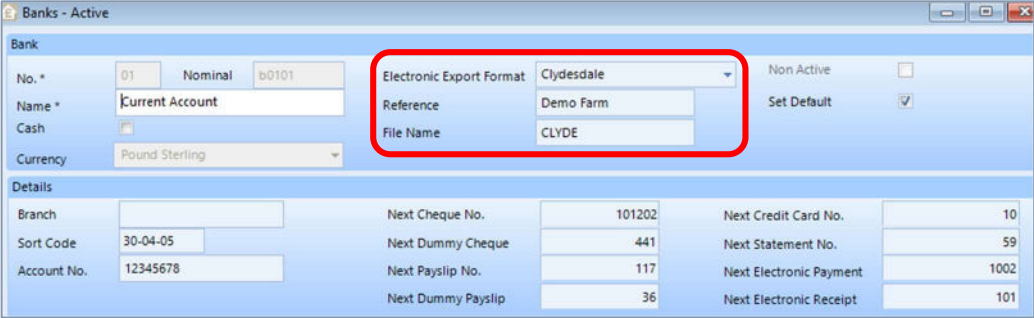 Banks - Active
Bank
No. * 01 Nominal b0101 Electronic Export Format Clydesdale Non Active
Name * Current Account Reference Demo Farm Set Default
Cash File Name CLYDE
Currency Pound Sterling
Details
Branch Next Cheque No. 101202 Next Credit Card No. 10
Sort Code 30-04-05 Next Dummy Cheque 441 Next Statement No. 59
Account No. 12345678 Next Payslip No. 117 Next Electronic Payment 1002
Next Dummy Payslip 36 Next Electronic Receipt 101